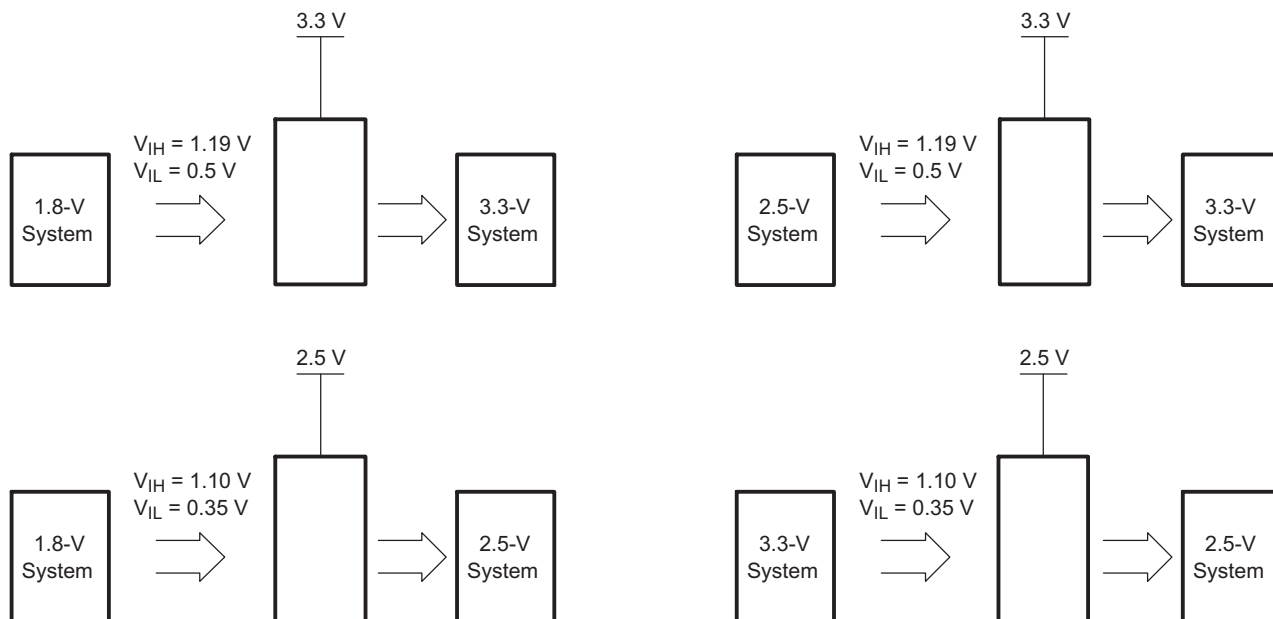 3.3 V
V_IH = 1.19 V
V_IL = 0.5 V
1.8-V
System
3.3-V
System
3.3 V
V_IH = 1.19 V
V_IL = 0.5 V
2.5-V
System
3.3-V
System
2.5 V
V_IH = 1.10 V
V_IL = 0.35 V
1.8-V
System
2.5-V
System
2.5 V
V_IH = 1.10 V
V_IL = 0.35 V
3.3-V
System
2.5-V
System